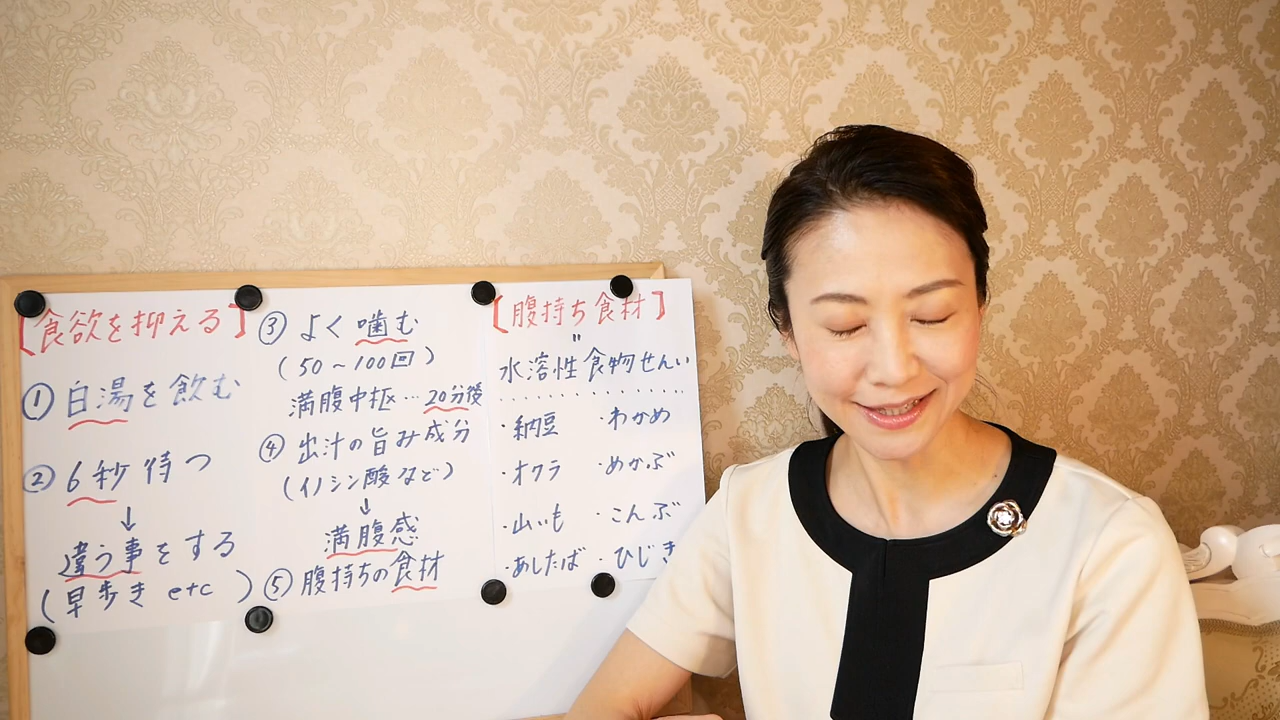 【食欲を抑える】
①白湯を飲む
②6秒待つ
↓
違う事をする
(早歩き etc )
③よく噛む
(50～100回)
満腹中枢…20分後
④出汁の旨み成分
(イノシン酸など)
↓
満腹感
⑤腹持ちの食材
【腹持ち食材】
〃
水溶性食物せんい
・納豆 ・わかめ
・オクラ ・めかぶ
・山いも ・こんぶ
・あしたば ・ひじき